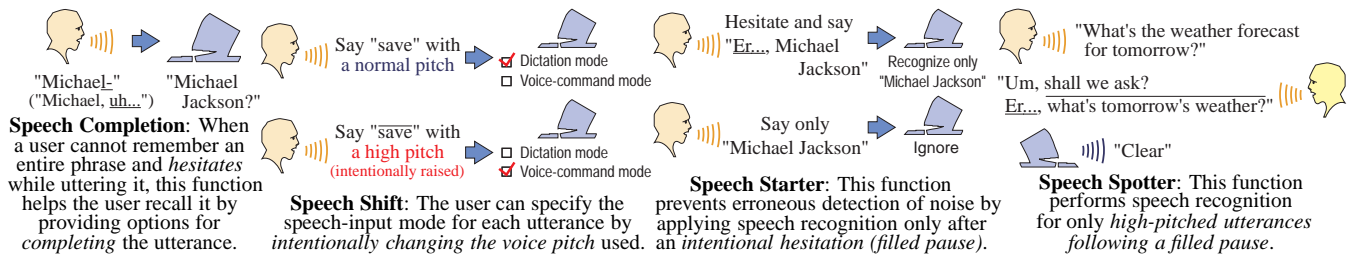 "Michael-"
("Michael, uh...")
"Michael
Jackson?"
Speech Completion: When
a user cannot remember an
entire phrase and hesitates
while uttering it, this function
helps the user recall it by
providing options for
completing the utterance.
Say "save" with
a normal pitch
Dictation mode
Voice-command mode
Say "save" with
a high pitch
(intentionally raised)
Dictation mode
Voice-command mode
Speech Shift: The user can specify the
speech-input mode for each utterance by
intentionally changing the voice pitch used.
Hesitate and say
"Er..., Michael
Jackson"
Recognize only
"Michael Jackson"
Say only
"Michael Jackson"
Ignore
Speech Starter: This function
prevents erroneous detection of noise by
applying speech recognition only after
an intentional hesitation (filled pause).
"What's the weather forecast
for tomorrow?"
"Um, shall we ask?
Er..., what's tomorrow's weather?"
"Clear"
Speech Spotter: This function
performs speech recognition
for only high-pitched utterances
following a filled pause.